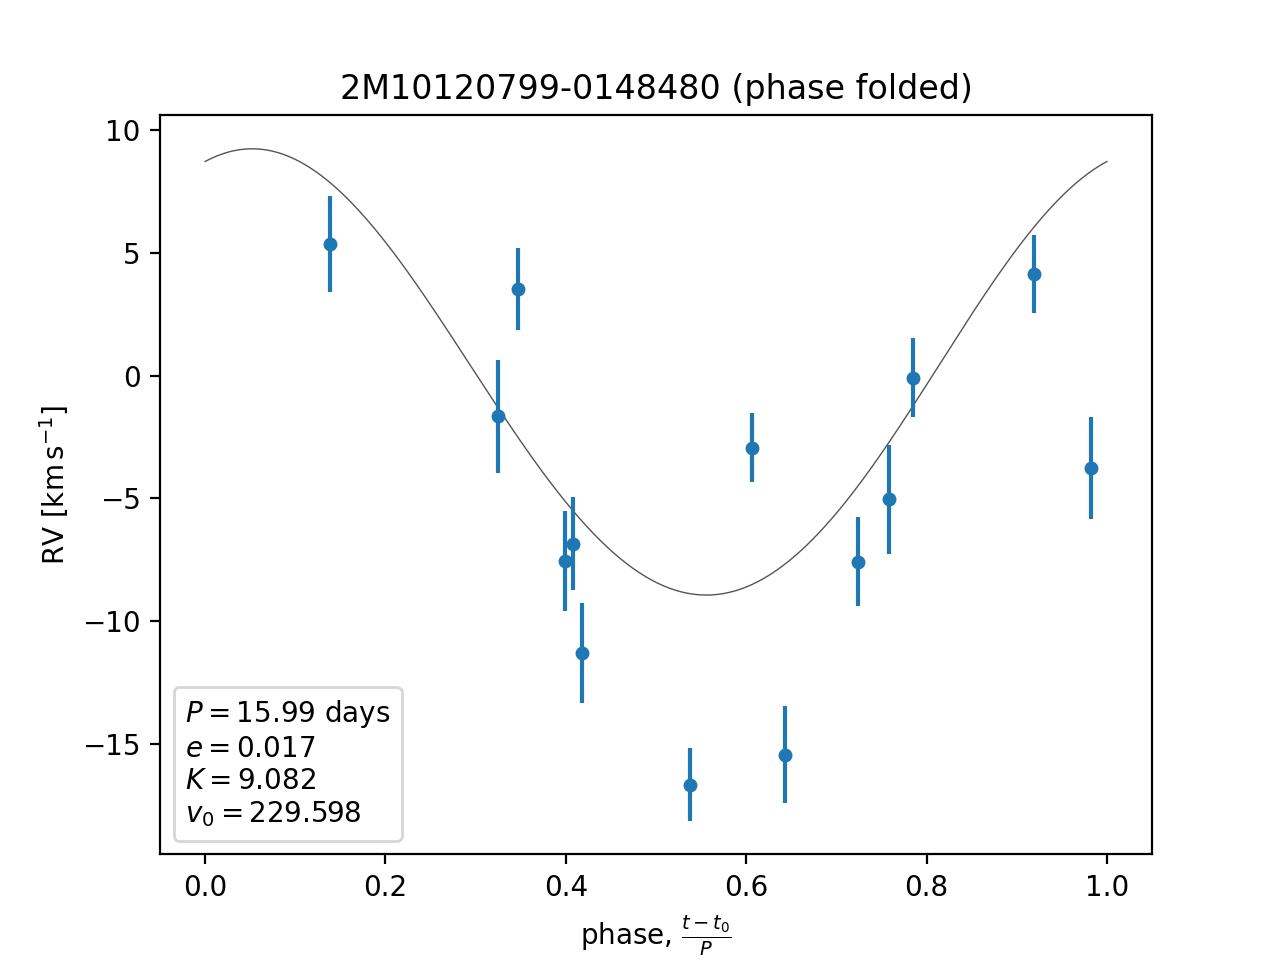 2M10120799-0148480 (phase folded)
10
5
0
−5
−10
−15
RV [km s⁻¹]
P = 15.99 days
e = 0.017
K = 9.082
v₀ = 229.598
0.0 0.2 0.4 0.6 0.8 1.0
phase, (t − t₀)/P